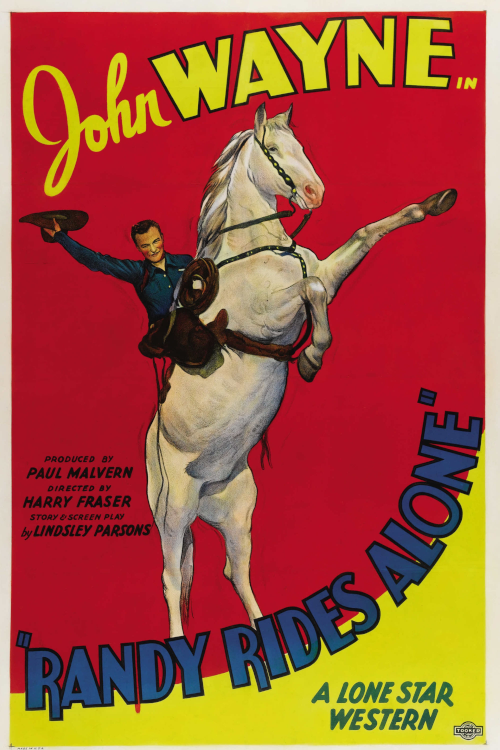 John WAYNE IN
PRODUCED BY
PAUL MALVERN
DIRECTED BY
HARRY FRASER
STORY & SCREEN PLAY
by LINDSLEY PARSONS
"RANDY RIDES ALONE"
A LONE STAR
WESTERN
TOOKER